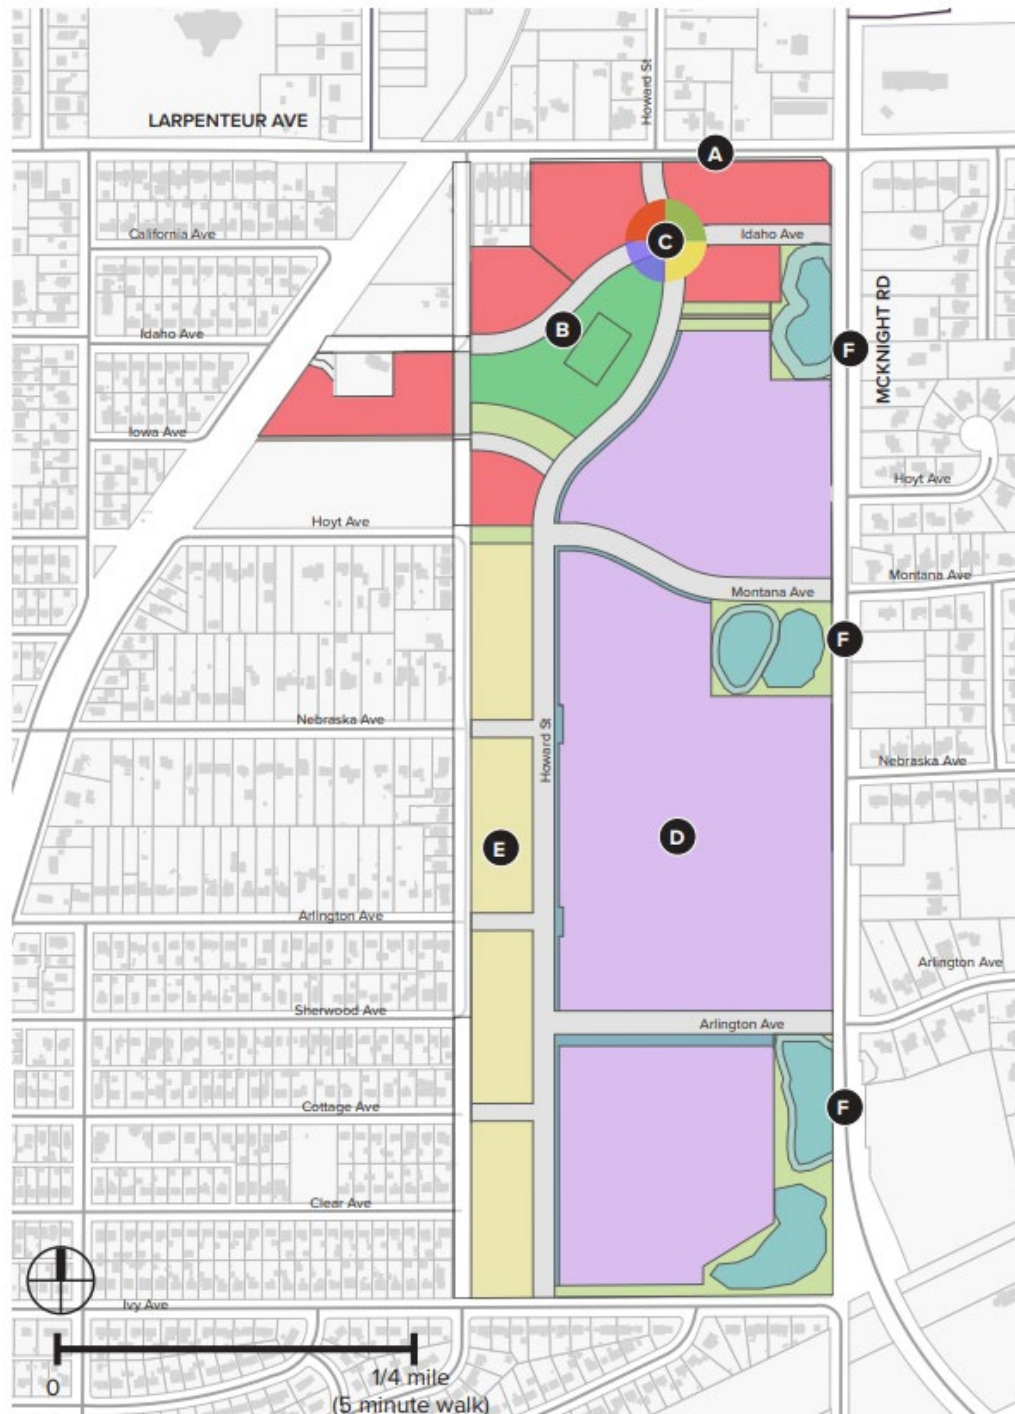 Howard St
LARPENTEUR AVE
A
California Ave
Idaho Ave
C
Idaho Ave
B
F
MCKNIGHT RD
Iowa Ave
Hoyt Ave
Hoyt Ave
Montana Ave
Montana Ave
F
Nebraska Ave
Howard St
Nebraska Ave
D
E
Arlington Ave
Arlington Ave
Sherwood Ave
Arlington Ave
Cottage Ave
F
Clear Ave
Ivy Ave
0
1/4 mile
(5 minute walk)